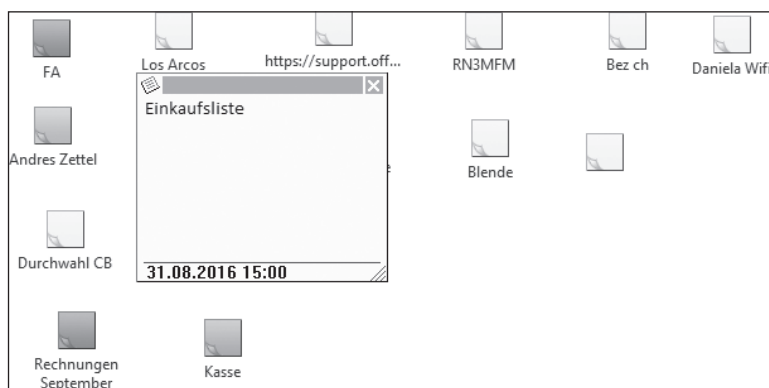 FA
Los Arcos
https://support.off...
RN3MFM
Bez ch
Daniela Wif
Einkaufsliste
Andres Zettel
Blende
Durchwahl CB
31.08.2016 15:00
Rechnungen
September
Kasse